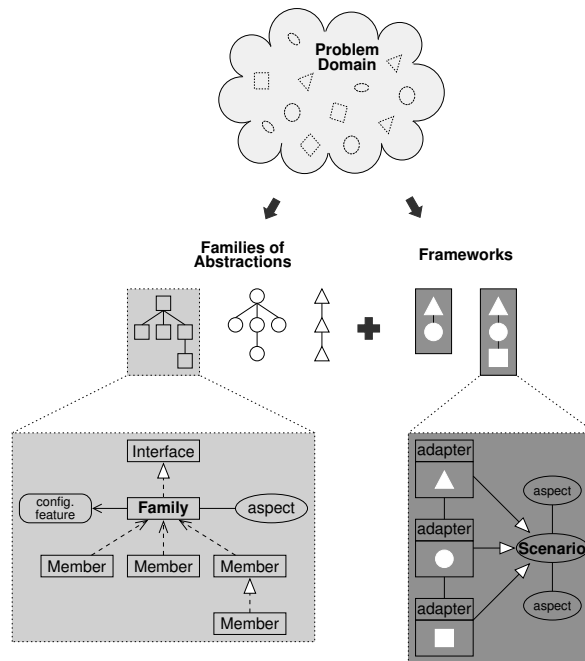 Problem
Domain
Families of
Abstractions
Frameworks
Interface
config.
feature
Family
aspect
Member
Member
Member
Member
adapter
adapter
adapter
aspect
Scenario
aspect